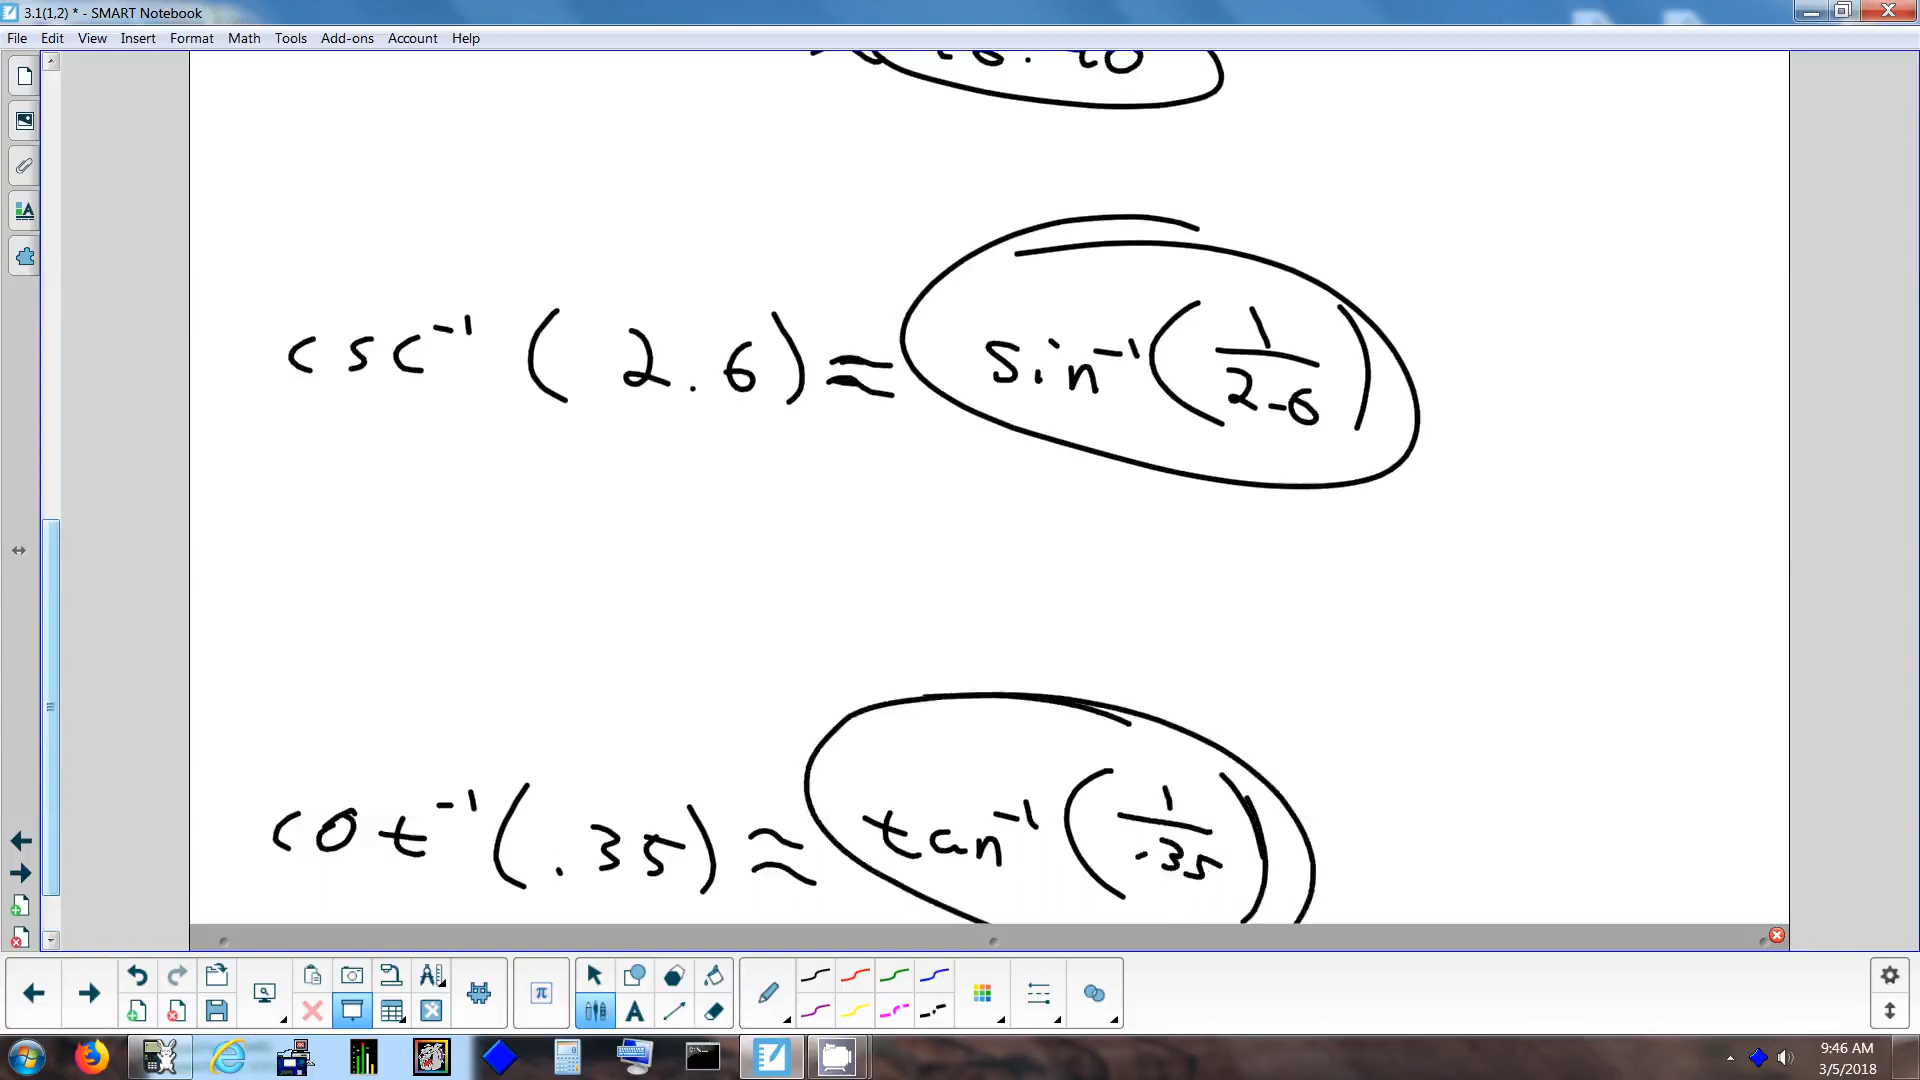 3.1(1,2) * - SMART Notebook
File Edit View Insert Format Math Tools Add-ons Account Help
csc⁻¹ (2.6) ≈ sin⁻¹ (1/2.6)
cot⁻¹ (.35) ≈ tan⁻¹ (1/.35)
π
A
9:46 AM
3/5/2018